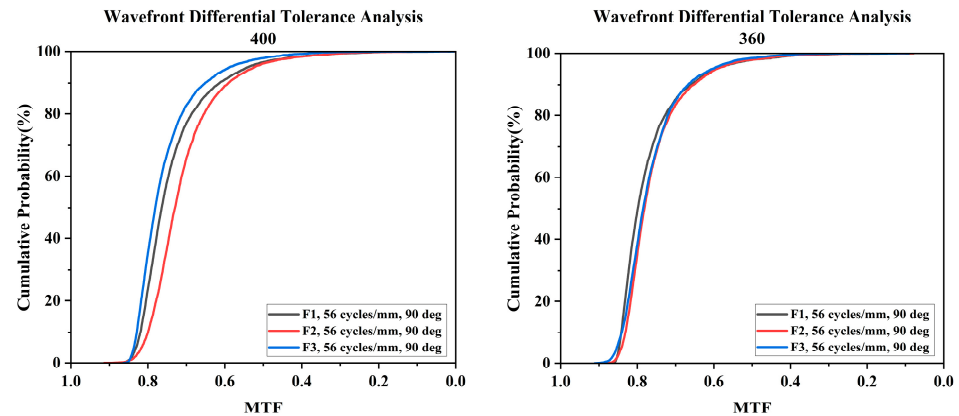 Wavefront Differential Tolerance Analysis
400
100
80
60
40
20
0
Cumulative Probability(%)
F1, 56 cycles/mm, 90 deg
F2, 56 cycles/mm, 90 deg
F3, 56 cycles/mm, 90 deg
1.0 0.8 0.6 0.4 0.2 0.0
MTF
Wavefront Differential Tolerance Analysis
360
100
80
60
40
20
0
Cumulative Probability(%)
F1, 56 cycles/mm, 90 deg
F2, 56 cycles/mm, 90 deg
F3, 56 cycles/mm, 90 deg
1.0 0.8 0.6 0.4 0.2 0.0
MTF